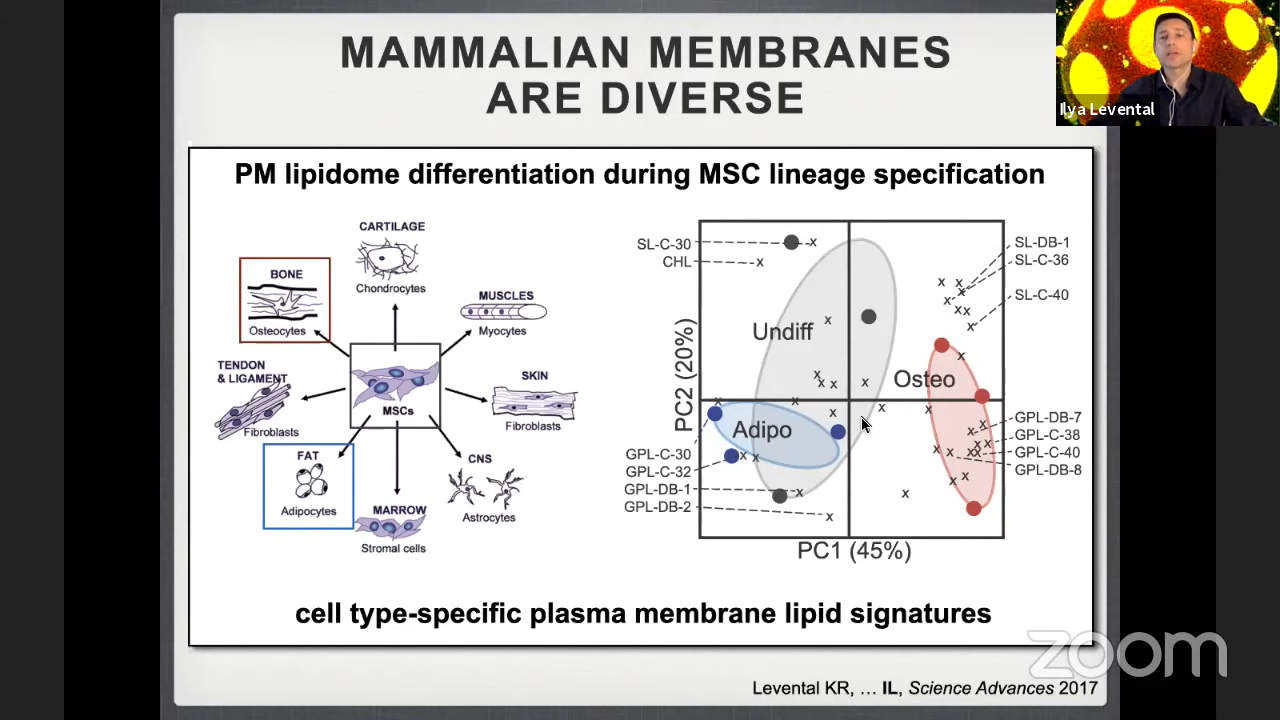 MAMMALIAN MEMBRANES
ARE DIVERSE
Ilya Levental
PM lipidome differentiation during MSC lineage specification
CARTILAGE
Chondrocytes
BONE
Osteocytes
MUSCLES
Myocytes
TENDON
& LIGAMENT
Fibroblasts
MSCs
SKIN
Fibroblasts
FAT
Adipocytes
CNS
Astrocytes
MARROW
Stromal cells
SL-C-30
CHL
SL-DB-1
SL-C-36
SL-C-40
Undiff
Osteo
Adipo
PC2 (20%)
GPL-C-30
GPL-C-32
GPL-DB-1
GPL-DB-2
GPL-DB-7
GPL-C-38
GPL-C-40
GPL-DB-8
PC1 (45%)
cell type-specific plasma membrane lipid signatures
zoom
Levental KR, ... IL, Science Advances 2017